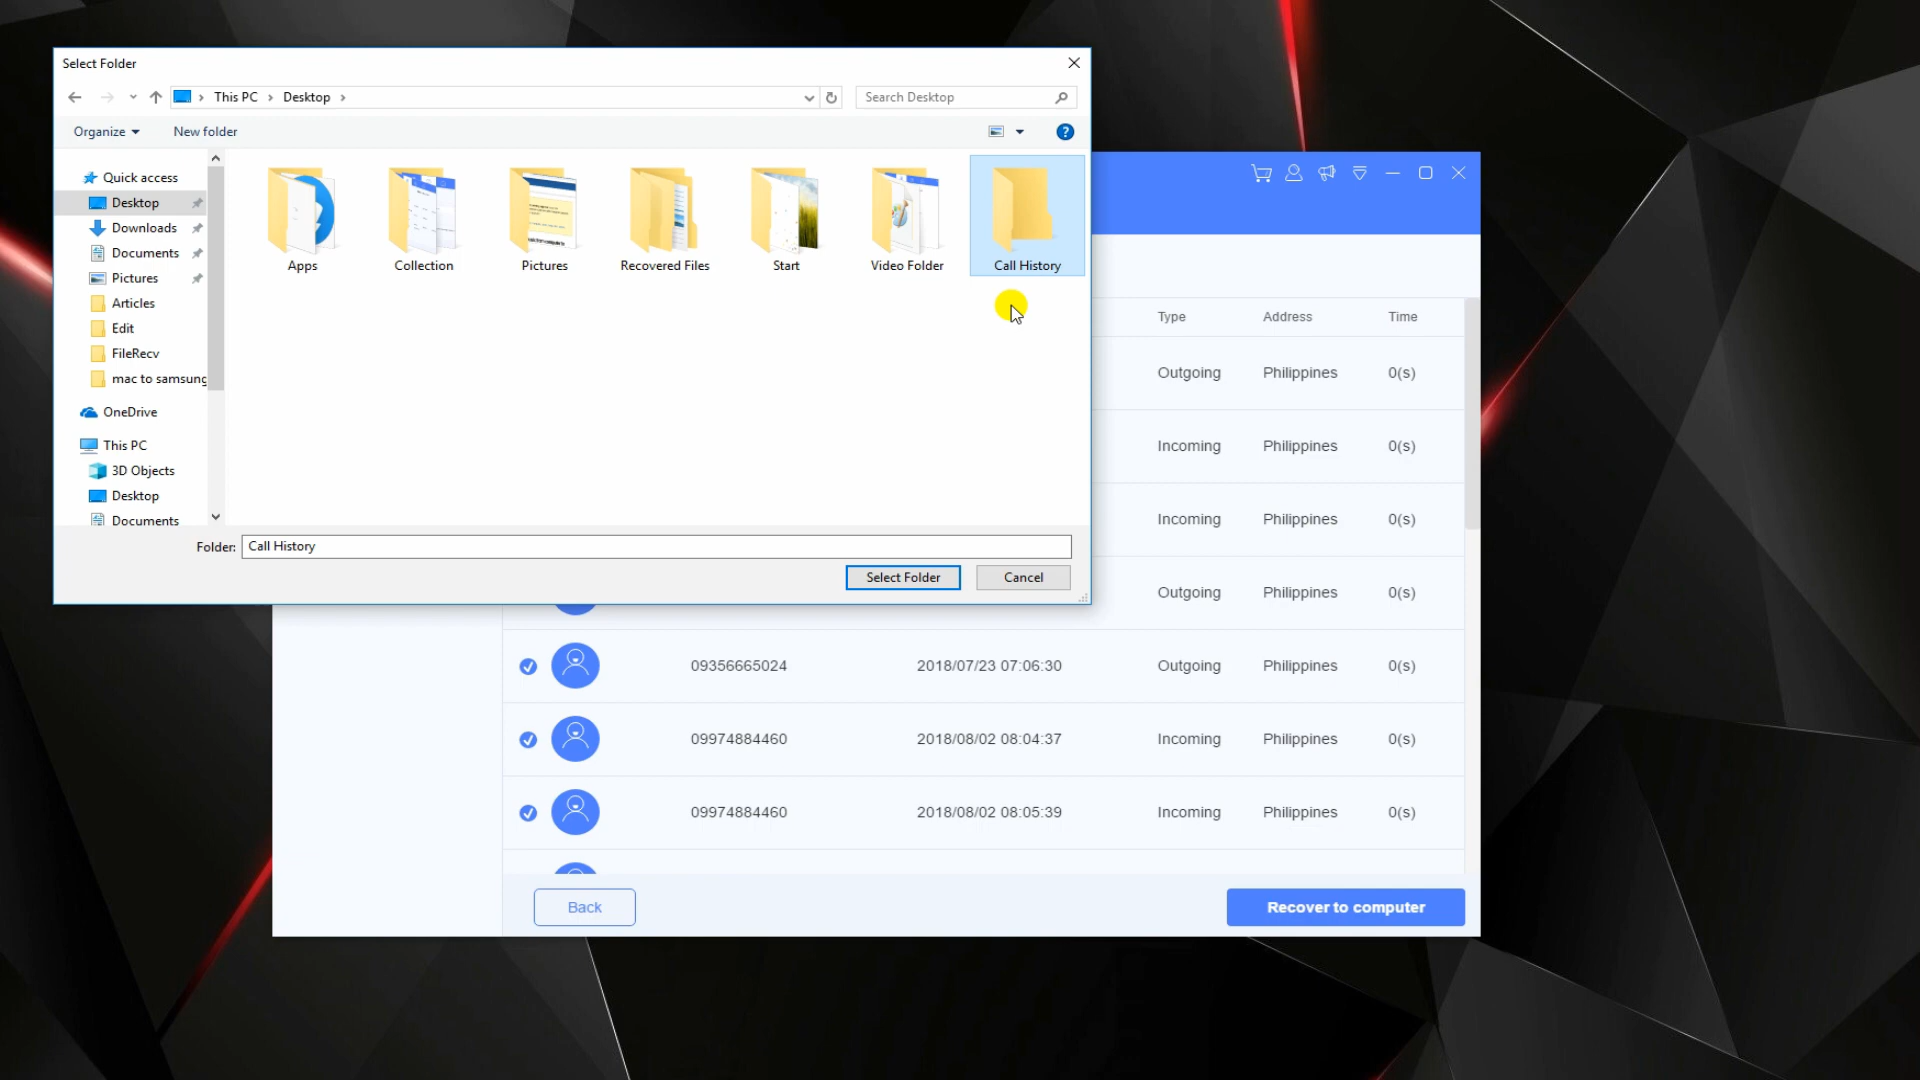 Select Folder
This PC > Desktop >
Search Desktop
Organize
New folder
?
Quick access
Desktop
Downloads
Documents
Pictures
Articles
Edit
FileRecv
mac to samsung
OneDrive
This PC
3D Objects
Desktop
Documents
Apps
Collection
Pictures
Recovered Files
Start
Video Folder
Call History
Folder: Call History
Select Folder
Cancel
Type Address Time
Outgoing Philippines 0(s)
Incoming Philippines 0(s)
Incoming Philippines 0(s)
Outgoing Philippines 0(s)
09356665024 2018/07/23 07:06:30 Outgoing Philippines 0(s)
09974884460 2018/08/02 08:04:37 Incoming Philippines 0(s)
09974884460 2018/08/02 08:05:39 Incoming Philippines 0(s)
Back
Recover to computer